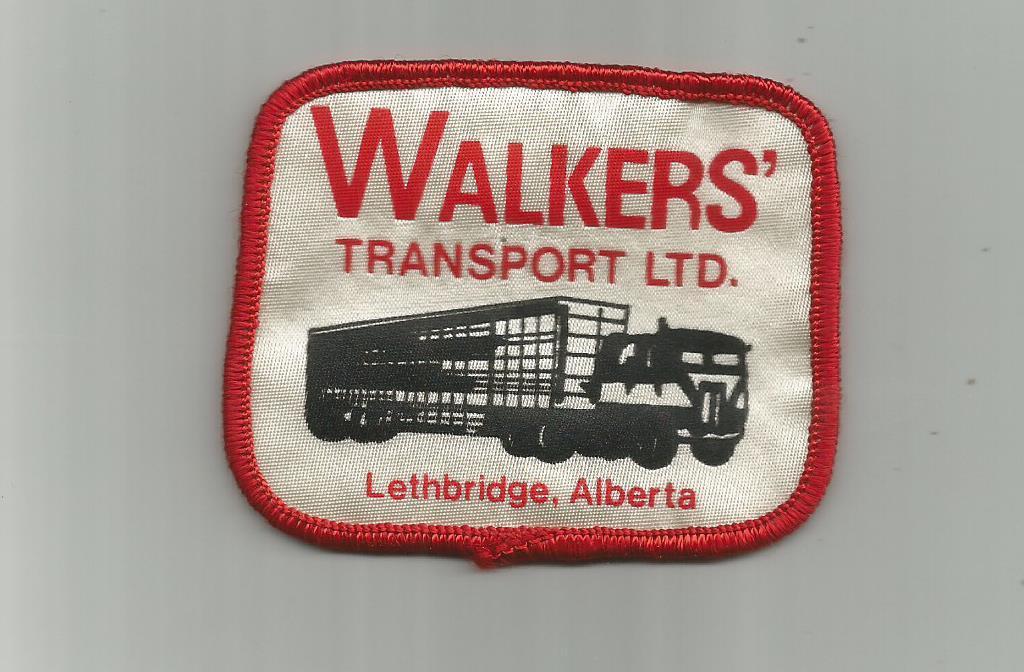 WALKERS'
TRANSPORT LTD.
Lethbridge, Alberta